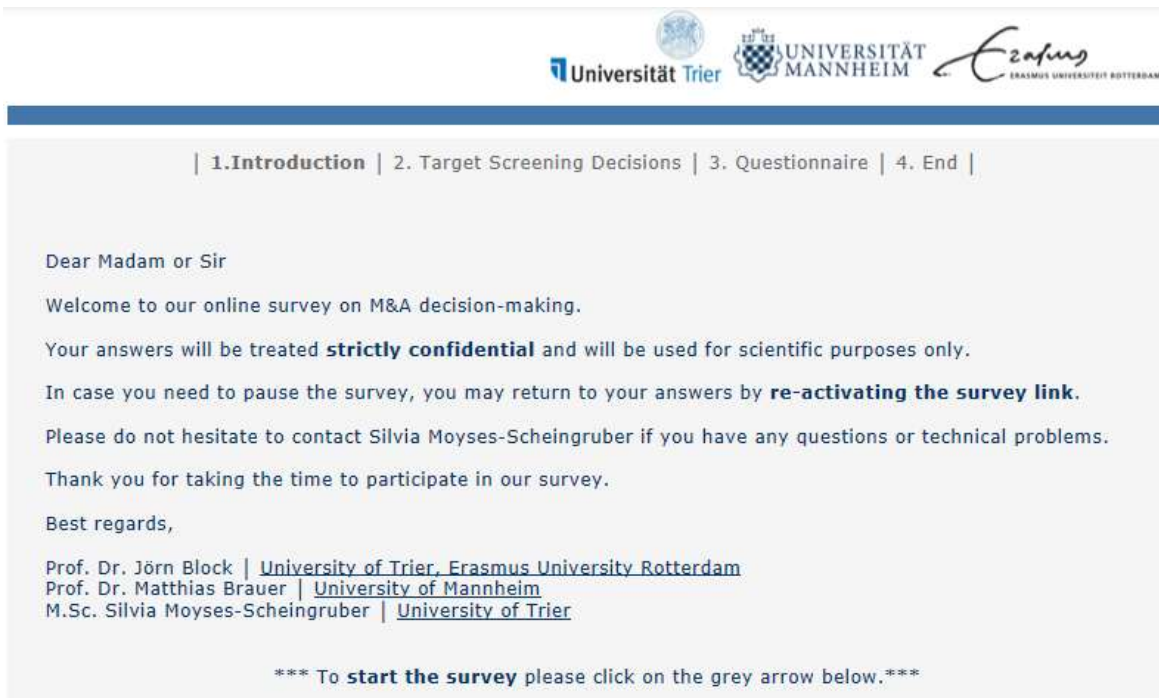 Universität Trier
UNIVERSITÄT
MANNHEIM
Erasmus
ERASMUS UNIVERSITEIT ROTTERDAM
| 1.Introduction | 2. Target Screening Decisions | 3. Questionnaire | 4. End |
Dear Madam or Sir
Welcome to our online survey on M&A decision-making.
Your answers will be treated strictly confidential and will be used for scientific purposes only.
In case you need to pause the survey, you may return to your answers by re-activating the survey link.
Please do not hesitate to contact Silvia Moyses-Scheingruber if you have any questions or technical problems.
Thank you for taking the time to participate in our survey.
Best regards,
Prof. Dr. Jörn Block | University of Trier, Erasmus University Rotterdam
Prof. Dr. Matthias Brauer | University of Mannheim
M.Sc. Silvia Moyses-Scheingruber | University of Trier
*** To start the survey please click on the grey arrow below.***